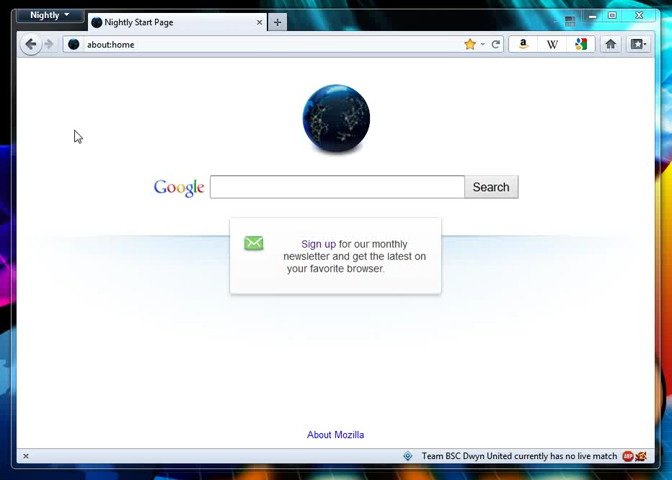 Nightly
Nightly Start Page
about:home
Google
Search
Sign up for our monthly
newsletter and get the latest on
your favorite browser.
About Mozilla
Team BSC Dwyn United currently has no live match
ABP